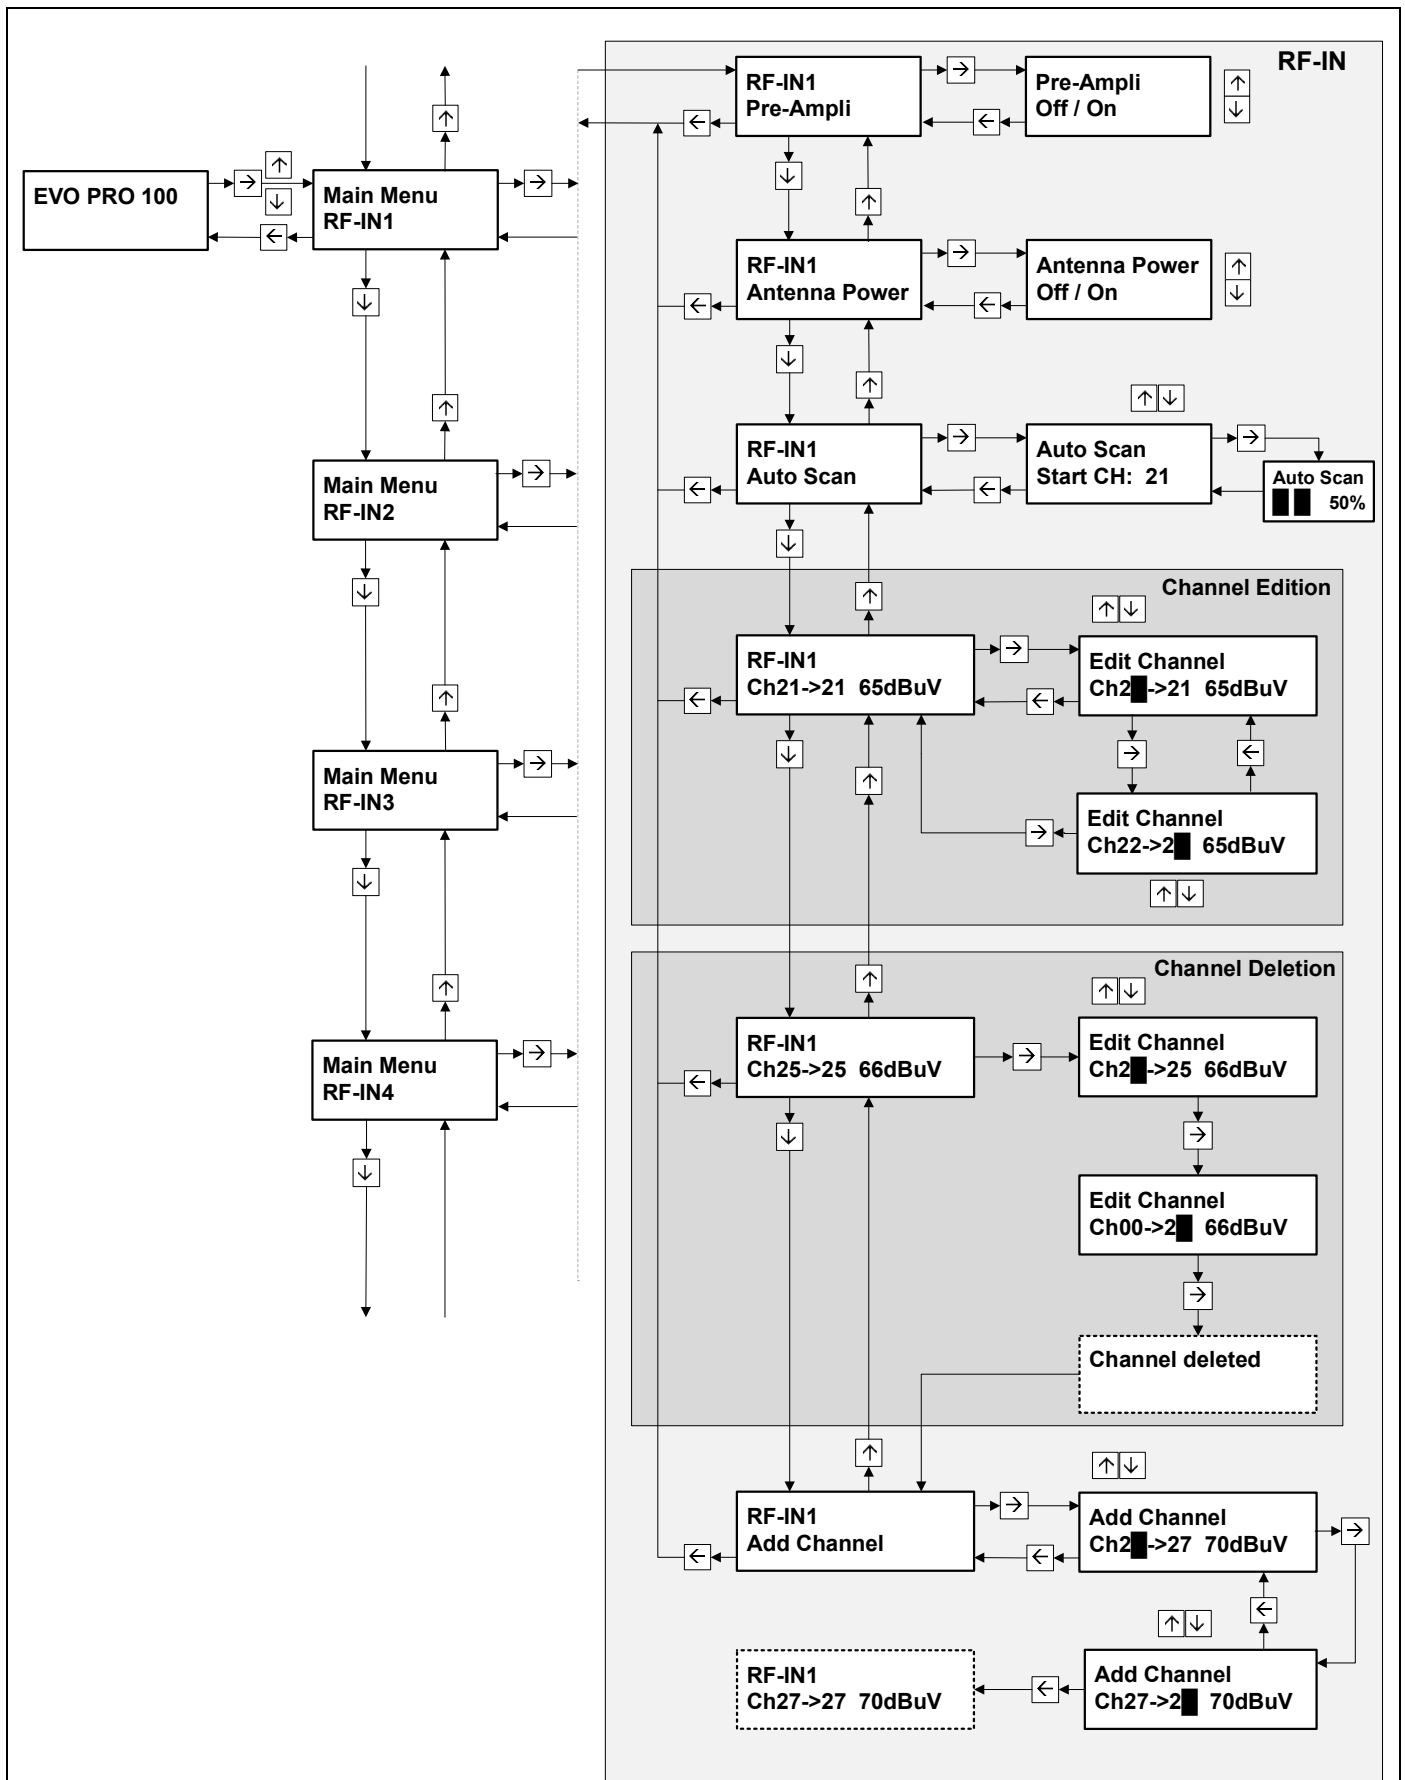 RF-IN
RF-IN1
Pre-Ampli
Pre-Ampli
Off / On
EVO PRO 100
Main Menu
RF-IN1
RF-IN1
Antenna Power
Antenna Power
Off / On
RF-IN1
Auto Scan
Auto Scan
Start CH: 21
Auto Scan
50%
Main Menu
RF-IN2
Channel Edition
RF-IN1
Ch21->21 65dBuV
Edit Channel
Ch2█->21 65dBuV
Main Menu
RF-IN3
Edit Channel
Ch22->2█ 65dBuV
Channel Deletion
RF-IN1
Ch25->25 66dBuV
Edit Channel
Ch2█->25 66dBuV
Main Menu
RF-IN4
Edit Channel
Ch00->2█ 66dBuV
Channel deleted
RF-IN1
Add Channel
Add Channel
Ch2█->27 70dBuV
RF-IN1
Ch27->27 70dBuV
Add Channel
Ch27->2█ 70dBuV